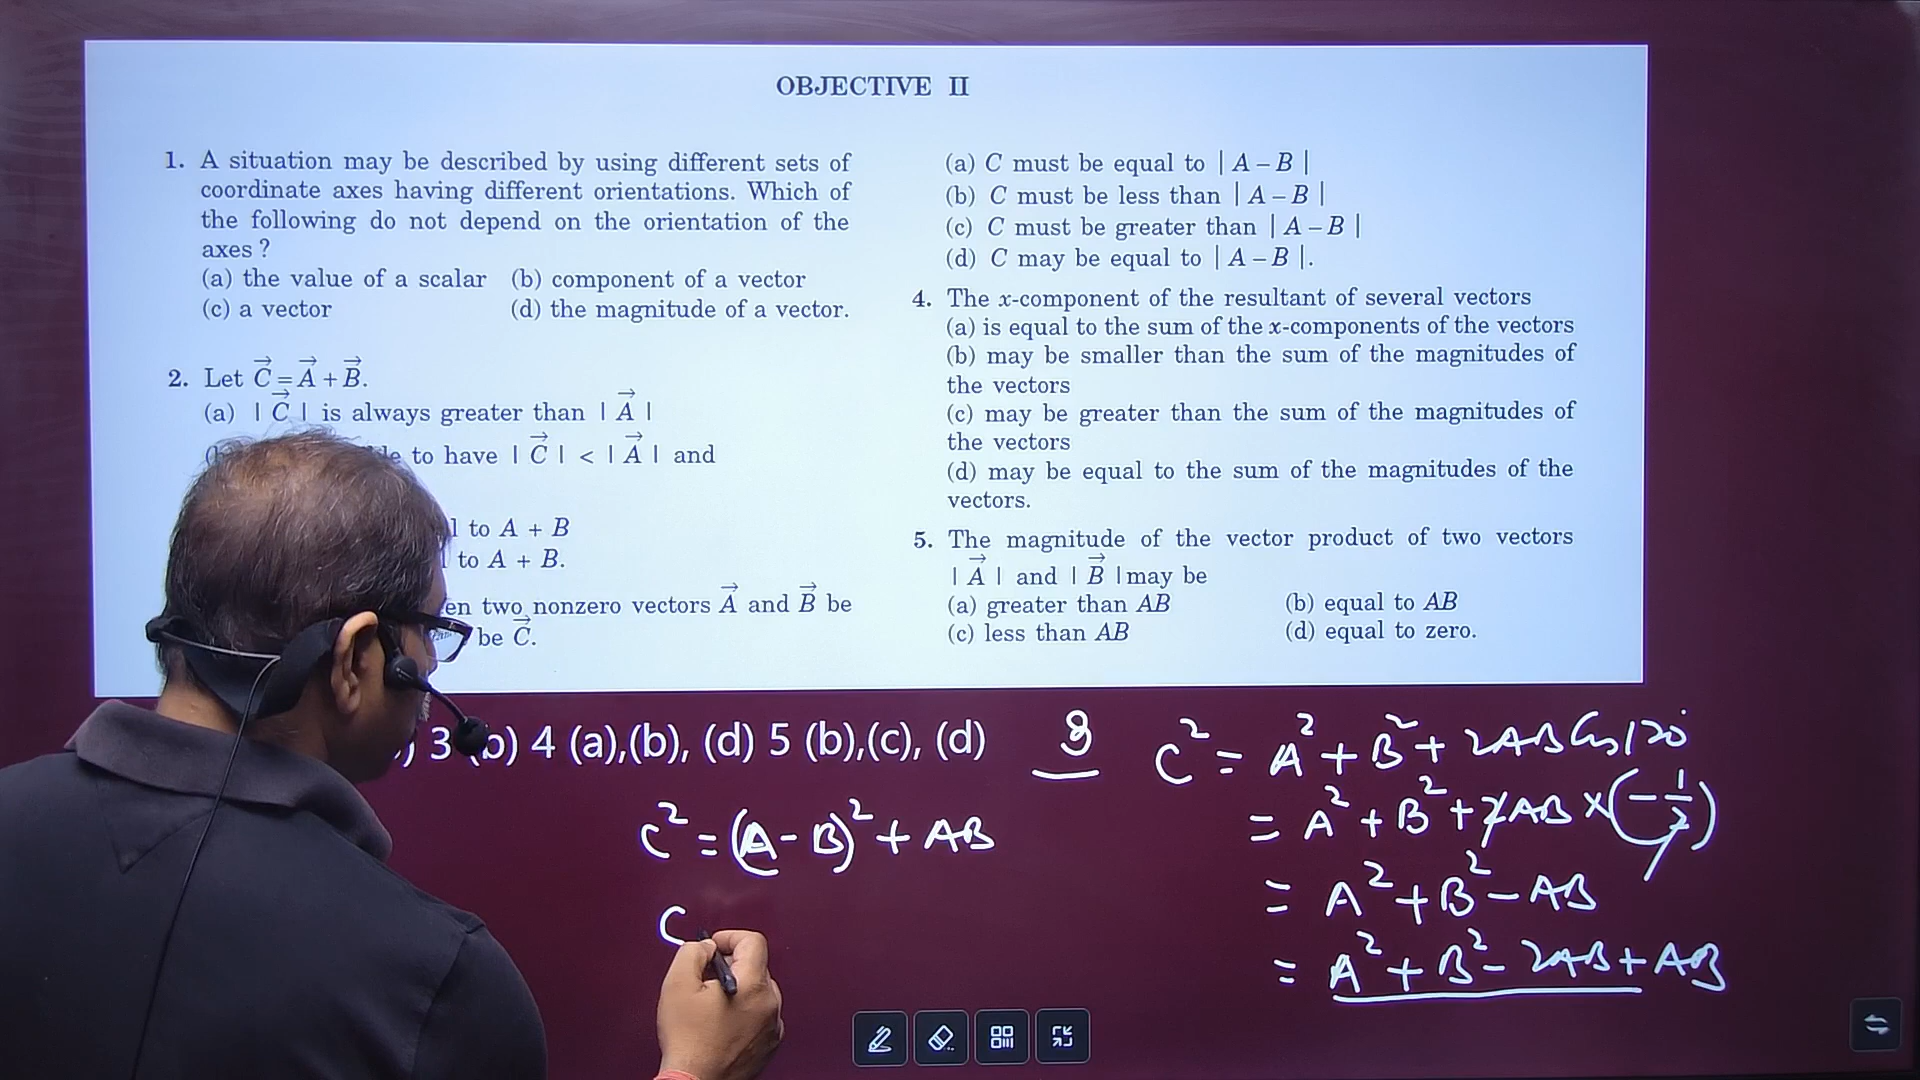 OBJECTIVE II
1. A situation may be described by using different sets of
coordinate axes having different orientations. Which of
the following do not depend on the orientation of the
axes ?
(a) the value of a scalar (b) component of a vector
(c) a vector (d) the magnitude of a vector.
2. Let C⃗ = A⃗ + B⃗.
(a) | C⃗ | is always greater than | A⃗ |
to have | C⃗ | < | A⃗ | and
to A + B
to A + B.
two nonzero vectors A⃗ and B⃗ be
be C⃗.
(a) C must be equal to | A – B |
(b) C must be less than | A – B |
(c) C must be greater than | A – B |
(d) C may be equal to | A – B |.
4. The x-component of the resultant of several vectors
(a) is equal to the sum of the x-components of the vectors
(b) may be smaller than the sum of the magnitudes of
the vectors
(c) may be greater than the sum of the magnitudes of
the vectors
(d) may be equal to the sum of the magnitudes of the
vectors.
5. The magnitude of the vector product of two vectors
| A⃗ | and | B⃗ | may be
(a) greater than AB (b) equal to AB
(c) less than AB (d) equal to zero.
) 3 b) 4 (a),(b), (d) 5 (b),(c), (d)
3
C² = A² + B² + 2AB Cos 120°
= A² + B² + 2AB × (-1/2)
= A² + B² - AB
= A² + B² - 2AB + AB
C² = (A - B)² + AB
C